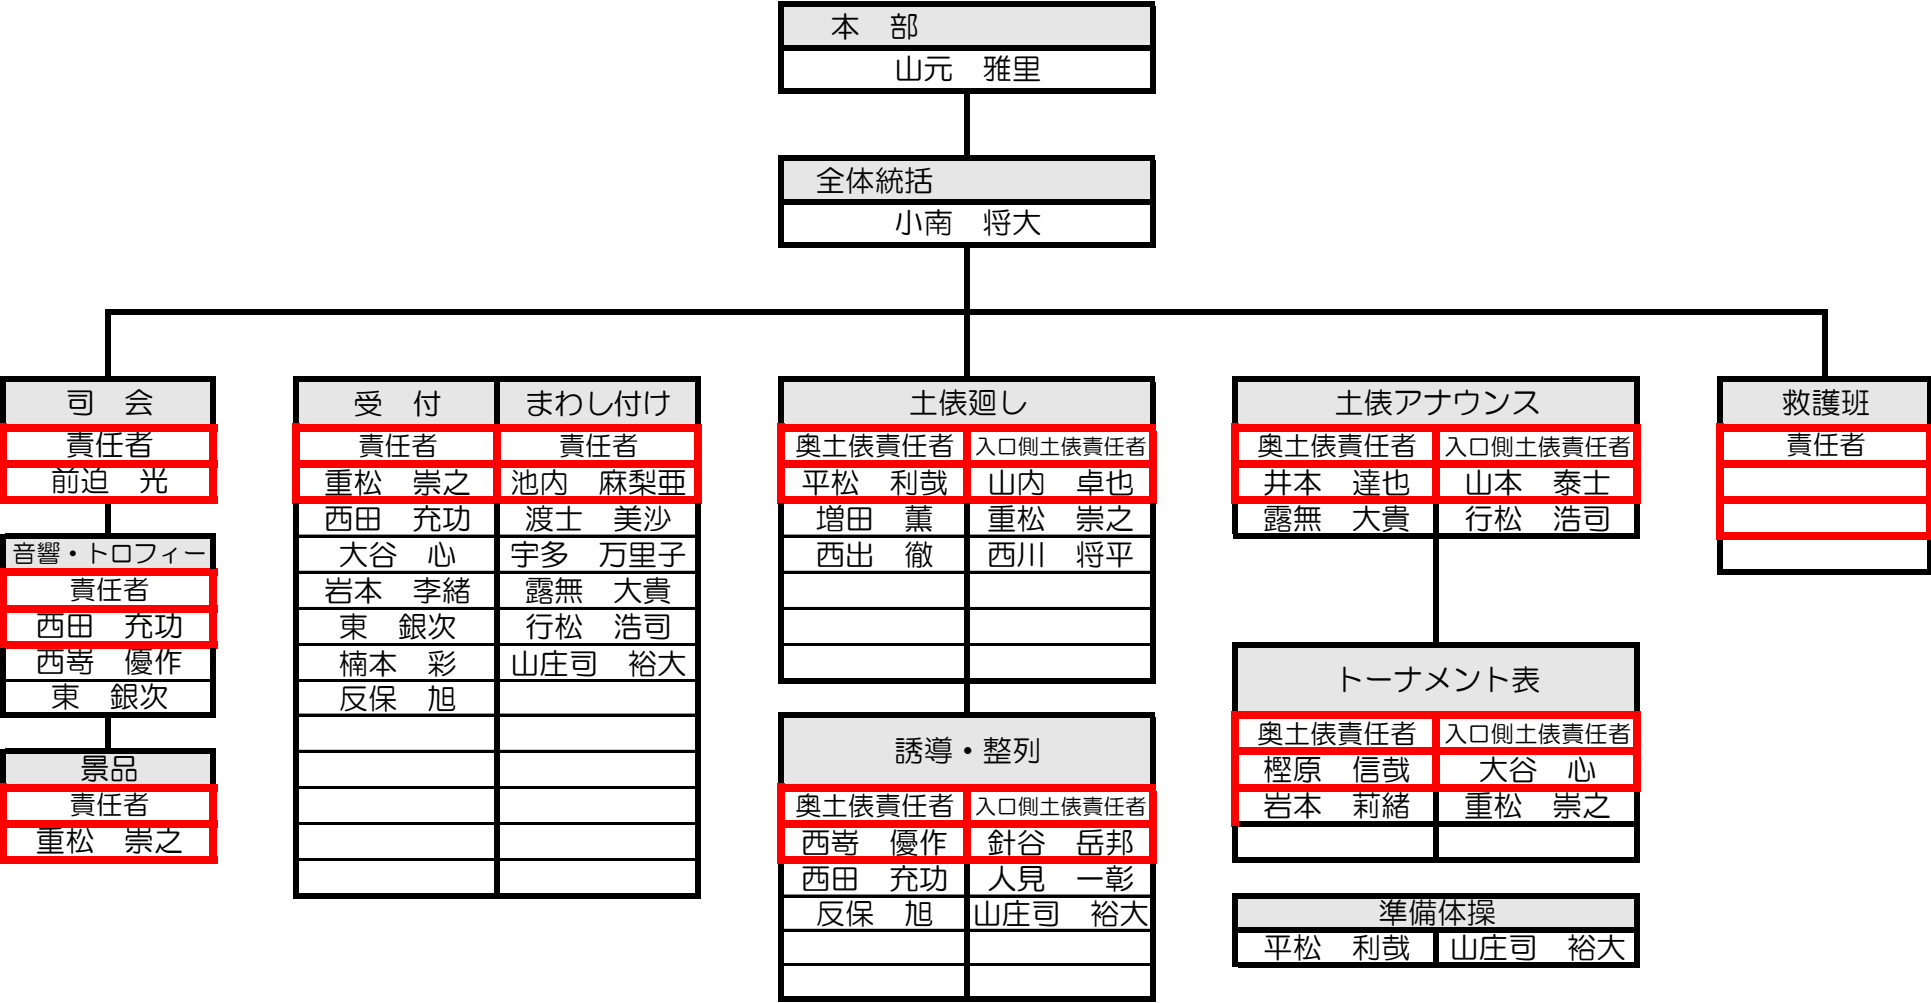 本　部
山元　雅里
全体統括
小南　将大
司　会
責任者
前迫　光
音響・トロフィー
責任者
西田　充功
西嵜　優作
東　銀次
景品
責任者
重松　崇之
受　付　まわし付け
責任者　責任者
重松　崇之　池内　麻梨亜
西田　充功　渡士　美沙
大谷　心　宇多　万里子
岩本　李緒　露無　大貴
東　銀次　行松　浩司
楠本　彩　山庄司　裕大
反保　旭
土俵廻し
奥土俵責任者　入口側土俵責任者
平松　利哉　山内　卓也
増田　薫　重松　崇之
西出　徹　西川　将平
誘導・整列
奥土俵責任者　入口側土俵責任者
西嵜　優作　針谷　岳邦
西田　充功　人見　一彰
反保　旭　山庄司　裕大
土俵アナウンス
奥土俵責任者　入口側土俵責任者
井本　達也　山本　泰士
露無　大貴　行松　浩司
トーナメント表
奥土俵責任者　入口側土俵責任者
樫原　信哉　大谷　心
岩本　莉緒　重松　崇之
準備体操
平松　利哉　山庄司　裕大
救護班
責任者